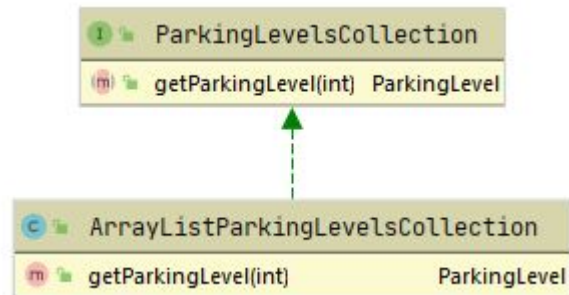 I ParkingLevelsCollection
(m) getParkingLevel(int) ParkingLevel
C ArrayListParkingLevelsCollection
m getParkingLevel(int) ParkingLevel